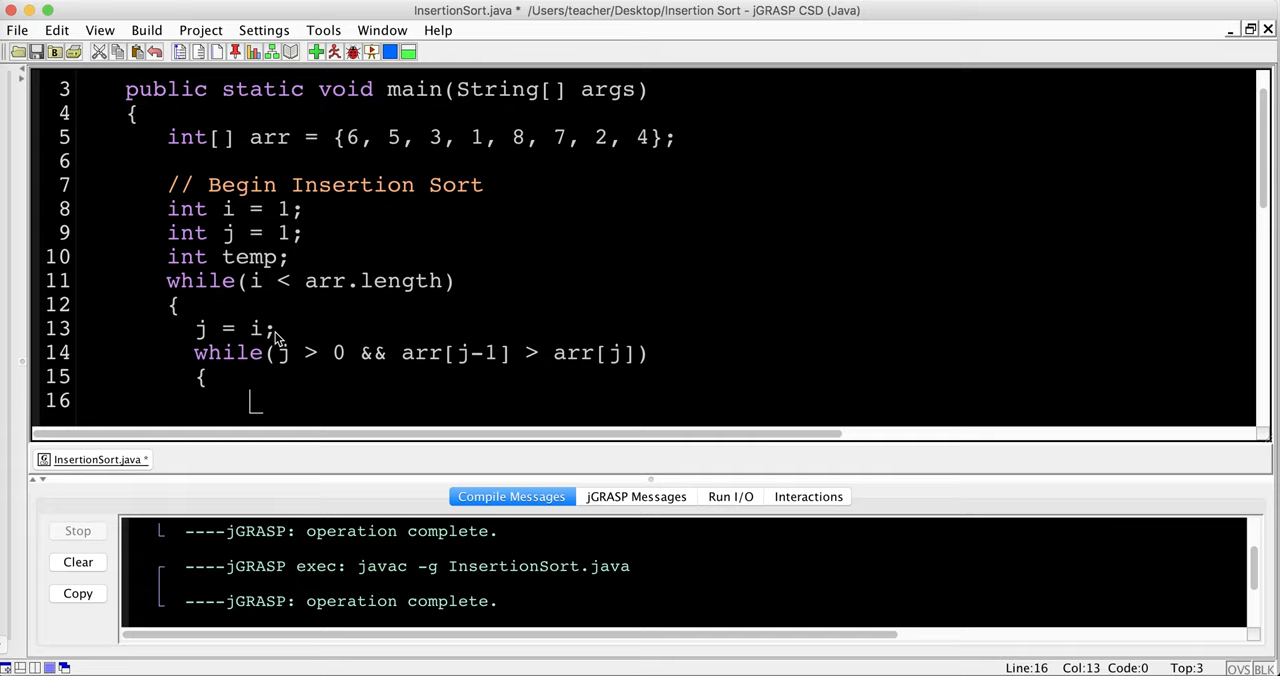 InsertionSort.java * /Users/teacher/Desktop/Insertion Sort - jGRASP CSD (Java)
File Edit View Build Project Settings Tools Window Help
3 public static void main(String[] args)
4 {
5 int[] arr = {6, 5, 3, 1, 8, 7, 2, 4};
6
7 // Begin Insertion Sort
8 int i = 1;
9 int j = 1;
10 int temp;
11 while(i < arr.length)
12 {
13 j = i;
14 while(j > 0 && arr[j-1] > arr[j])
15 {
16
InsertionSort.java *
Compile Messages jGRASP Messages Run I/O Interactions
Stop
Clear
Copy
----jGRASP: operation complete.
----jGRASP exec: javac -g InsertionSort.java
----jGRASP: operation complete.
Line:16 Col:13 Code:0 Top:3 OVS BLK